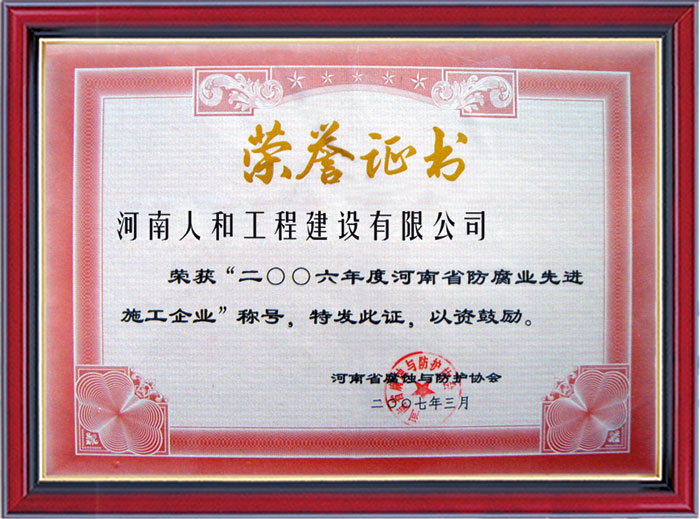 荣誉证书
河南人和工程建设有限公司
荣获“二〇〇六年度河南省防腐业先进
施工企业”称号，特发此证，以资鼓励。
河南省腐蚀与防护协会
二〇〇七年三月